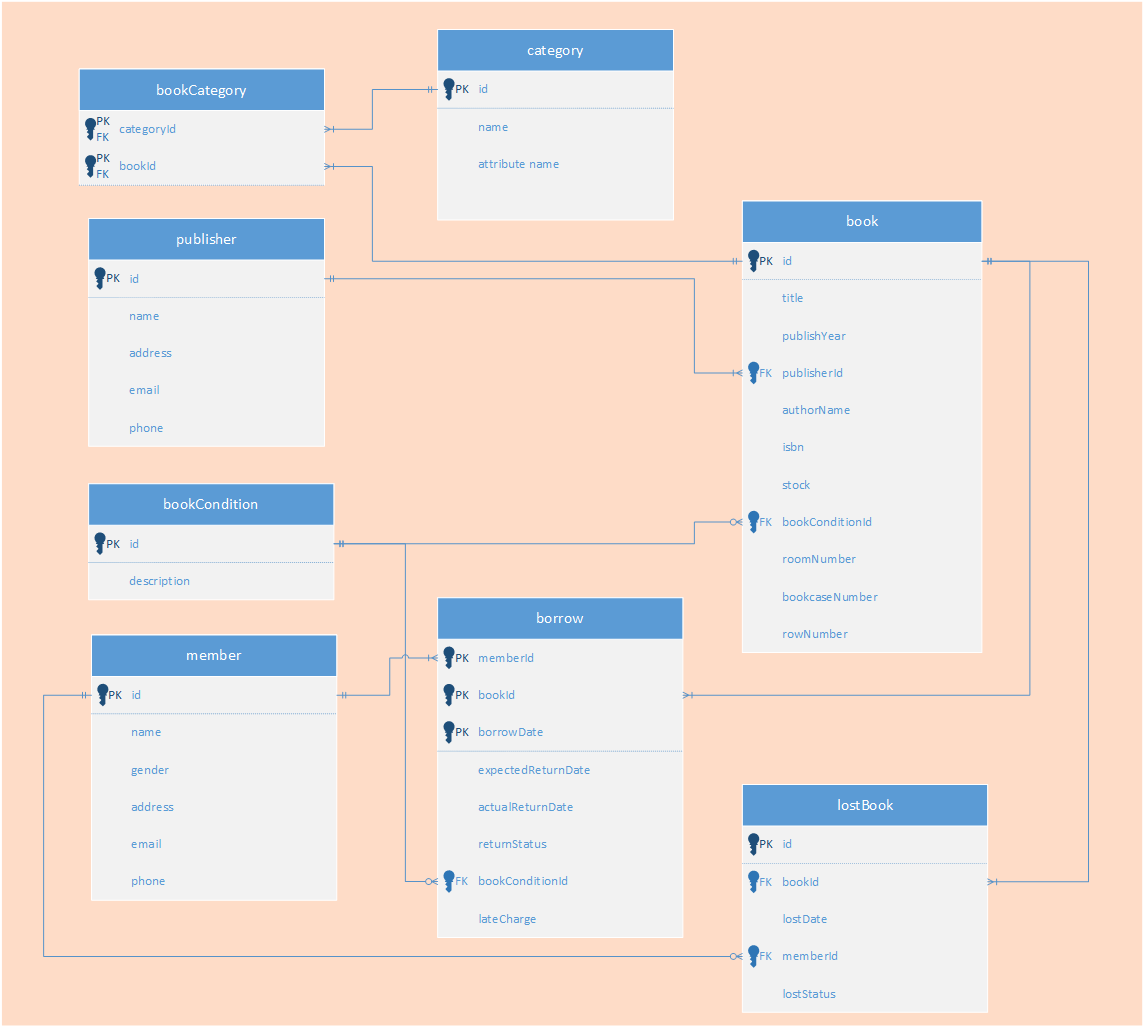 category
PK id
name
attribute name
bookCategory
PK
FK categoryId
PK
FK bookId
publisher
PK id
name
address
email
phone
book
PK id
title
publishYear
FK publisherId
authorName
isbn
stock
FK bookConditionId
roomNumber
bookcaseNumber
rowNumber
bookCondition
PK id
description
member
PK id
name
gender
address
email
phone
borrow
PK memberId
PK bookId
PK borrowDate
expectedReturnDate
actualReturnDate
returnStatus
FK bookConditionId
lateCharge
lostBook
PK id
FK bookId
lostDate
FK memberId
lostStatus